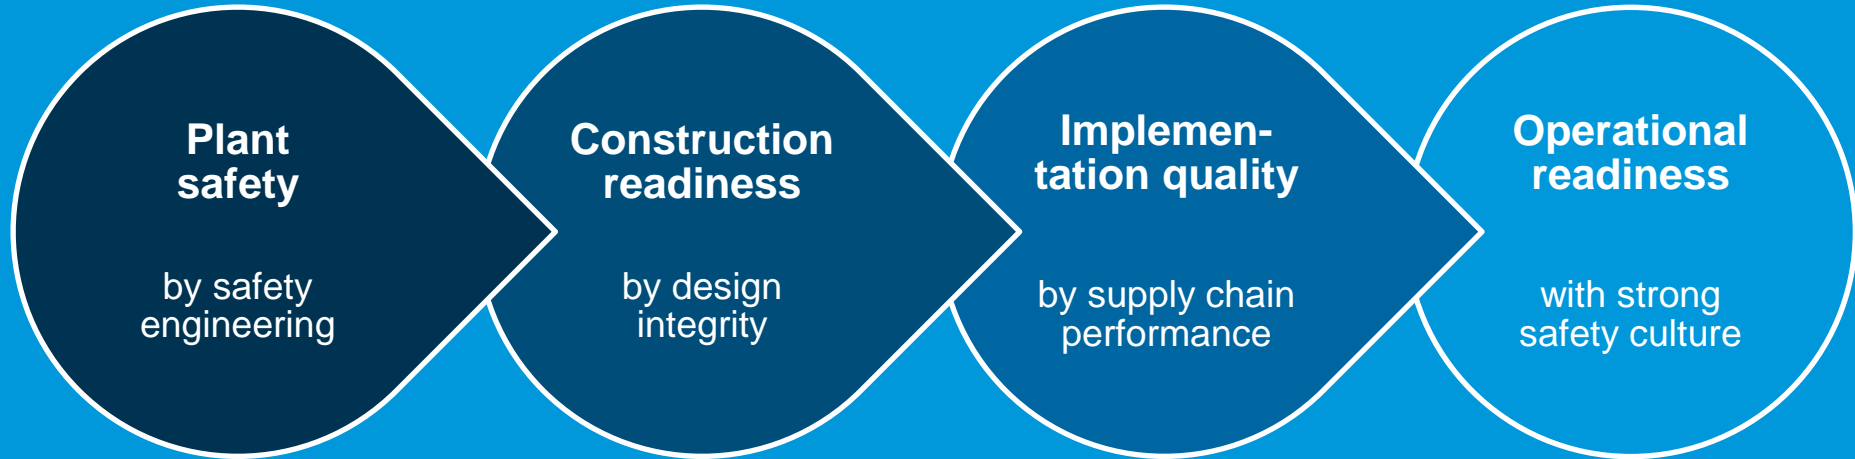 Plant
safety
by safety
engineering
Construction
readiness
by design
integrity
Implemen-
tation quality
by supply chain
performance
Operational
readiness
with strong
safety culture